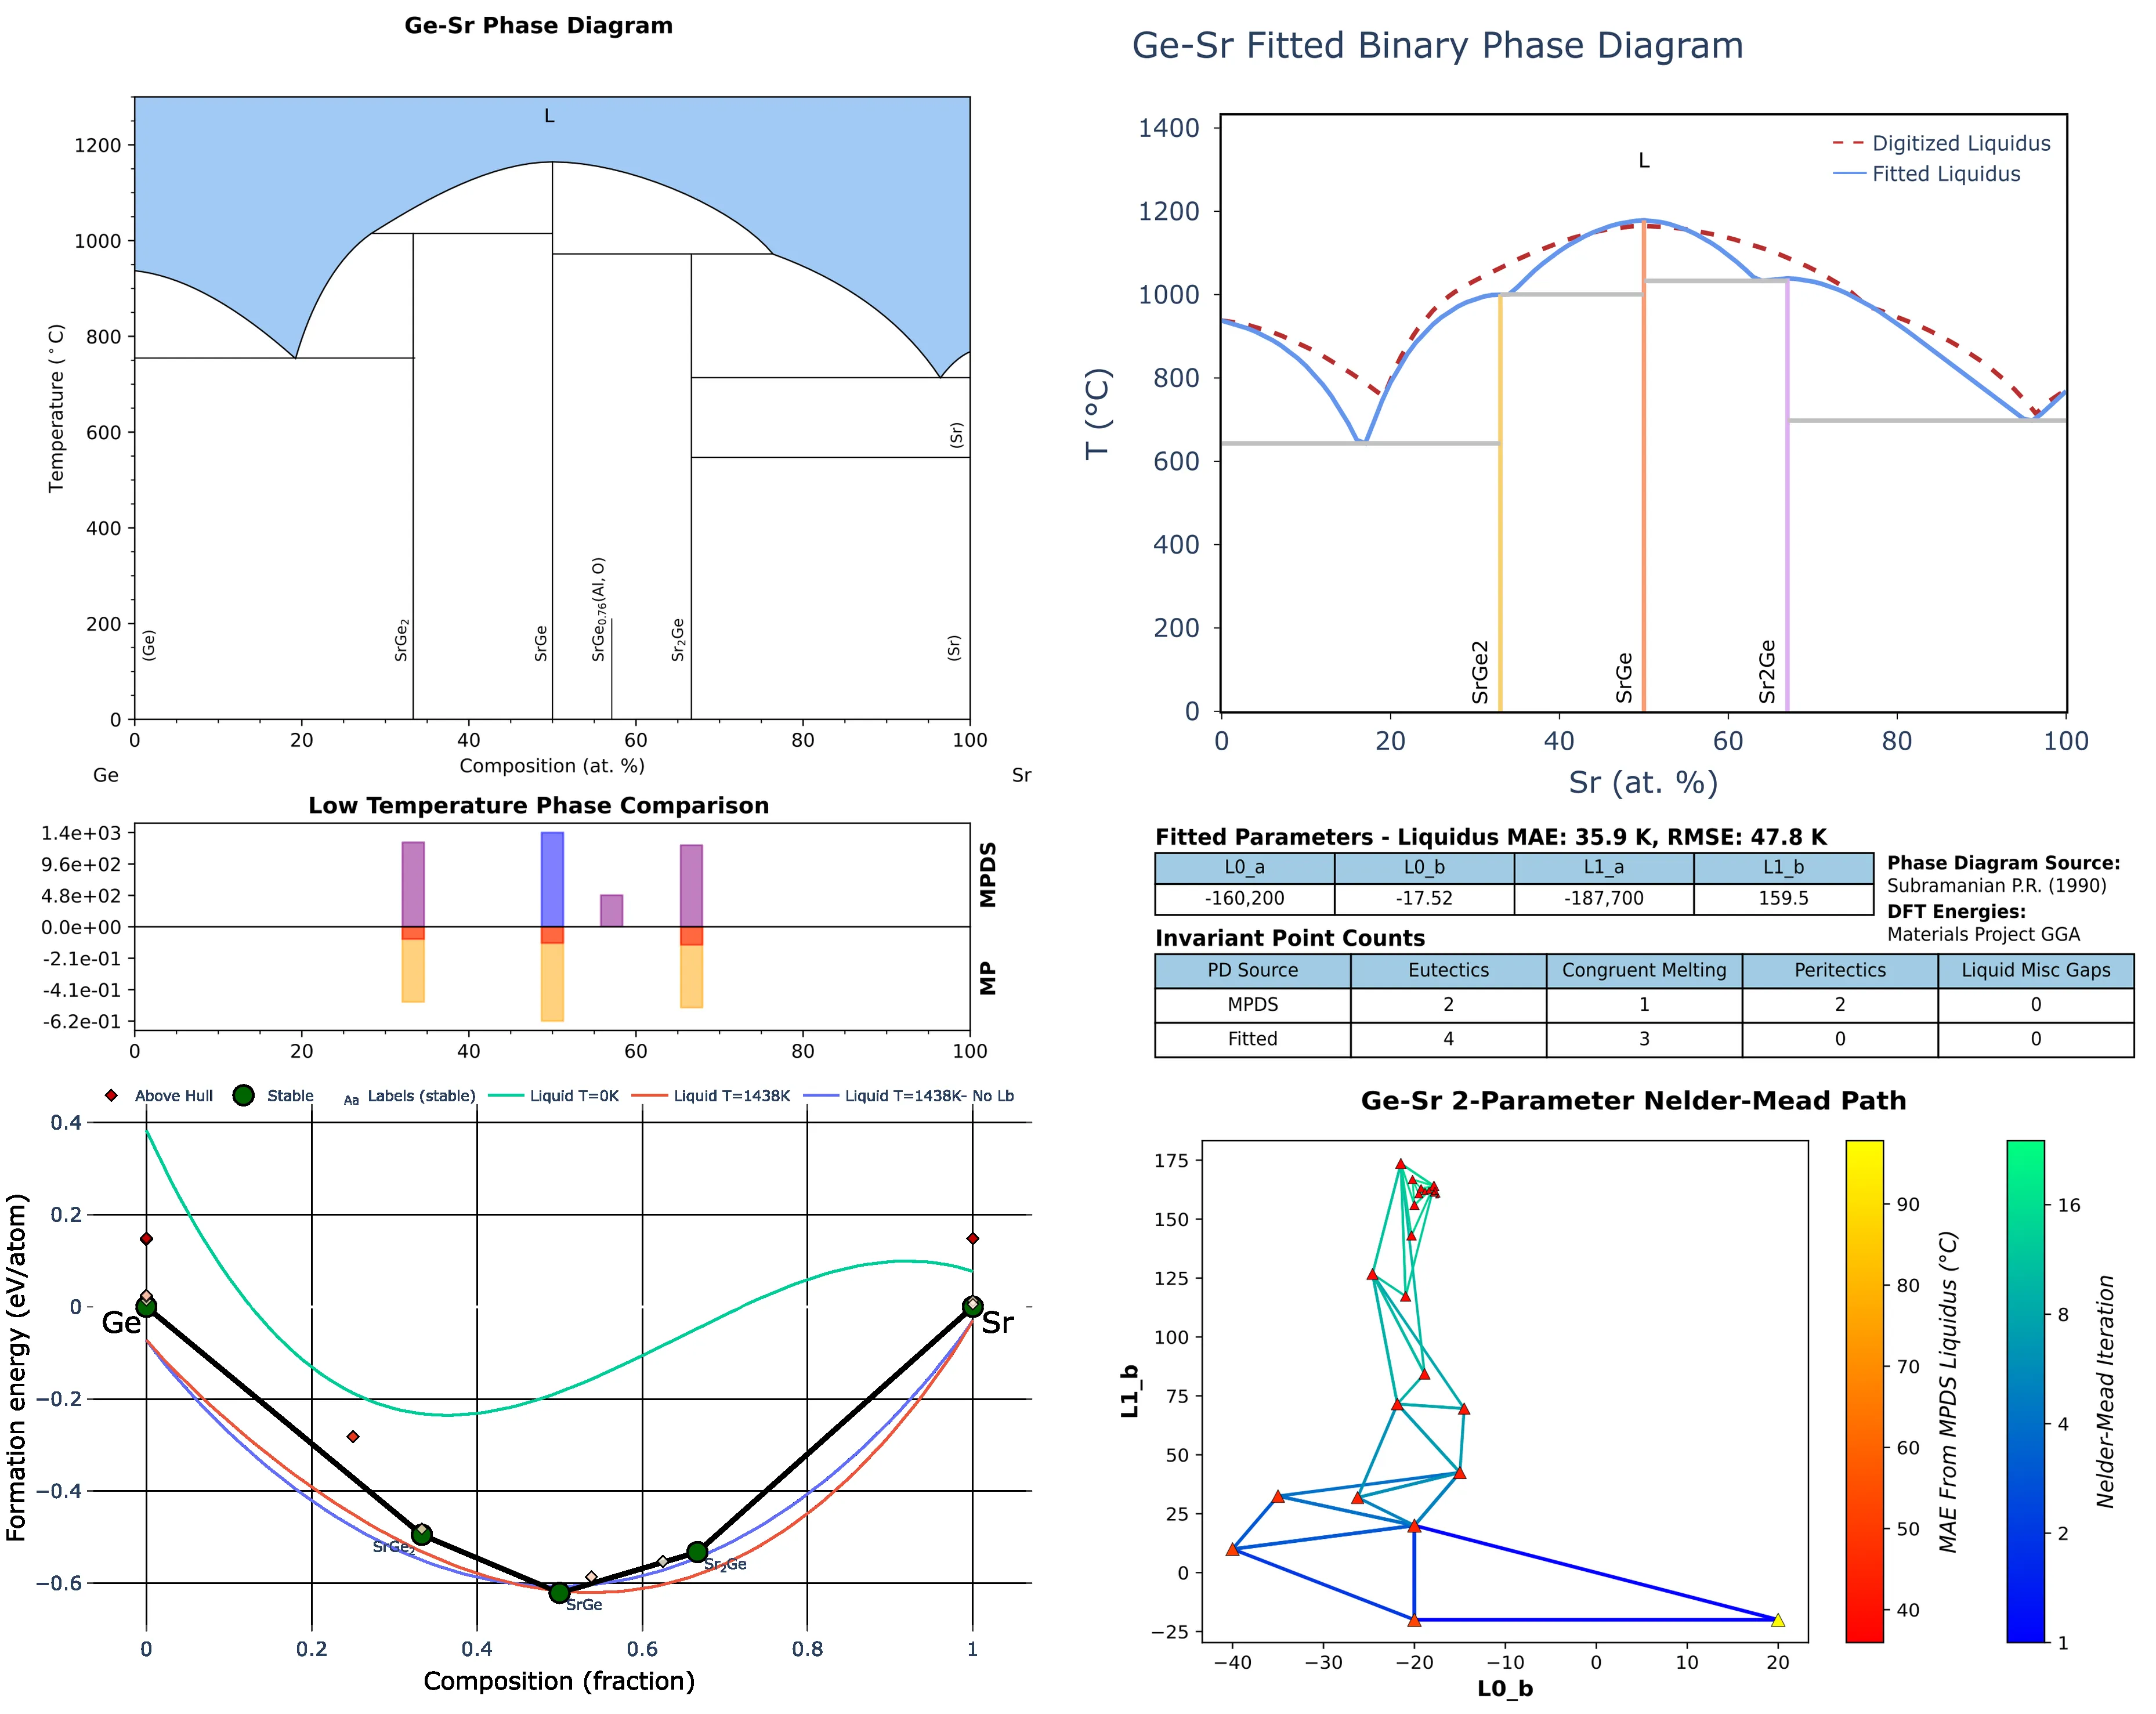 Ge-Sr Phase Diagram
L
1200
1000
800
600
400
200
0
Temperature (°C)
(Ge)
SrGe₂
SrGe
SrGe₀.₇₆(Al, O)
Sr₂Ge
(Sr)
(Sr)
0 20 40 60 80 100
Composition (at. %)
Ge Sr
Ge-Sr Fitted Binary Phase Diagram
Digitized Liquidus
Fitted Liquidus
L
1400
1200
1000
800
600
400
200
0
T (°C)
SrGe2
SrGe
Sr2Ge
0 20 40 60 80 100
Sr (at. %)
Low Temperature Phase Comparison
1.4e+03
9.6e+02
4.8e+02
0.0e+00
-2.1e-01
-4.1e-01
-6.2e-01
MPDS
MP
0 20 40 60 80 100
Fitted Parameters - Liquidus MAE: 35.9 K, RMSE: 47.8 K
L0_a L0_b L1_a L1_b
-160,200 -17.52 -187,700 159.5
Phase Diagram Source:
Subramanian P.R. (1990)
DFT Energies:
Materials Project GGA
Invariant Point Counts
PD Source Eutectics Congruent Melting Peritectics Liquid Misc Gaps
MPDS 2 1 2 0
Fitted 4 3 0 0
Above Hull Stable Aa Labels (stable) Liquid T=0K Liquid T=1438K Liquid T=1438K- No Lb
0.4
0.2
0
−0.2
−0.4
−0.6
Formation energy (eV/atom)
Ge
Sr
SrGe₂
SrGe
Sr₂Ge
0 0.2 0.4 0.6 0.8 1
Composition (fraction)
Ge-Sr 2-Parameter Nelder-Mead Path
175
150
125
100
75
50
25
0
−25
L1_b
−40 −30 −20 −10 0 10 20
L0_b
90
80
70
60
50
40
MAE From MPDS Liquidus (°C)
16
8
4
2
1
Nelder-Mead Iteration